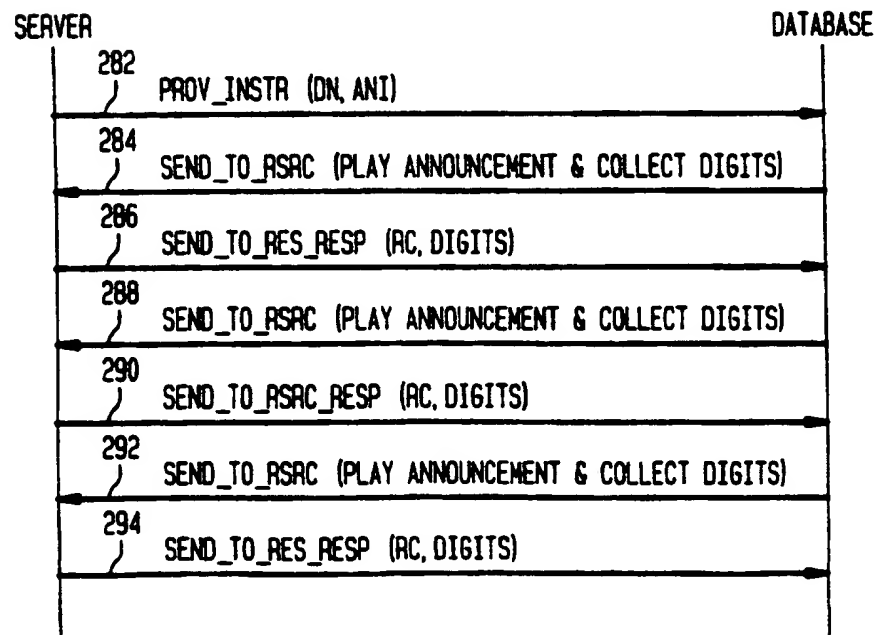 SERVER DATABASE
282
PROV_INSTR (DN, ANI)
284
SEND_TO_RSRC (PLAY ANNOUNCEMENT & COLLECT DIGITS)
286
SEND_TO_RES_RESP (RC, DIGITS)
288
SEND_TO_RSRC (PLAY ANNOUNCEMENT & COLLECT DIGITS)
290
SEND_TO_RSRC_RESP (RC, DIGITS)
292
SEND_TO_RSRC (PLAY ANNOUNCEMENT & COLLECT DIGITS)
294
SEND_TO_RES_RESP (RC, DIGITS)